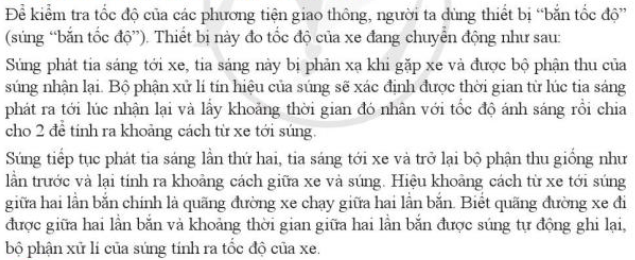 Để kiểm tra tốc độ của các phương tiện giao thông, người ta dùng thiết bị “bắn tốc độ”
(súng “bắn tốc độ”). Thiết bị này đo tốc độ của xe đang chuyển động như sau:
Súng phát tia sáng tới xe, tia sáng này bị phản xạ khi gặp xe và được bộ phận thu của
súng nhận lại. Bộ phận xử lí tín hiệu của súng sẽ xác định được thời gian từ lúc tia sáng
phát ra tới lúc nhận lại và lấy khoảng thời gian đó nhân với tốc độ ánh sáng rồi chia
cho 2 để tính ra khoảng cách từ xe tới súng.
Súng tiếp tục phát tia sáng lần thứ hai, tia sáng tới xe và trở lại bộ phận thu giống như
lần trước và lại tính ra khoảng cách giữa xe và súng. Hiệu khoảng cách từ xe tới súng
giữa hai lần bắn chính là quãng đường xe chạy giữa hai lần bắn. Biết quãng đường xe đi
được giữa hai lần bắn và khoảng thời gian giữa hai lần bắn được súng tự động ghi lại,
bộ phận xử lí của súng tính ra tốc độ của xe.